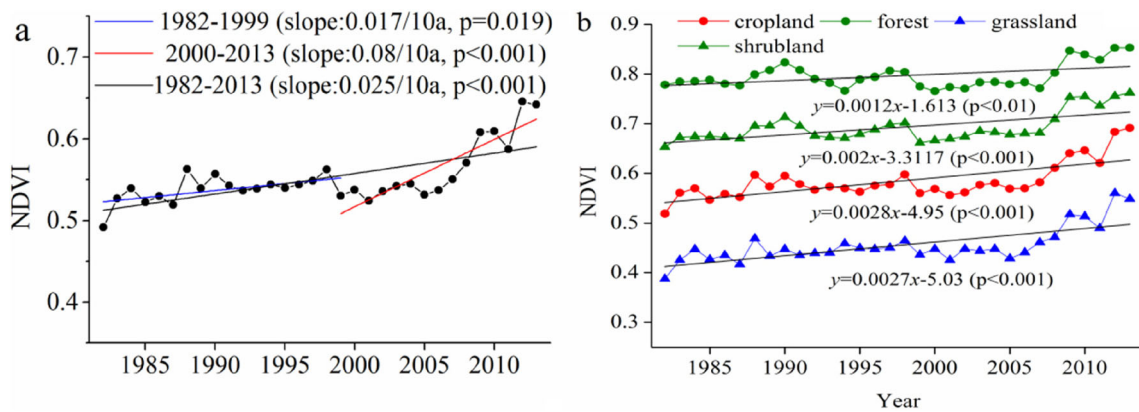 a
1982-1999 (slope:0.017/10a, p=0.019)
2000-2013 (slope:0.08/10a, p<0.001)
1982-2013 (slope:0.025/10a, p<0.001)
NDVI
0.6
0.5
0.4
1985 1990 1995 2000 2005 2010
b
cropland forest grassland
shrubland
NDVI
0.9
0.8
0.7
0.6
0.5
0.4
0.3
y=0.0012x-1.613 (p<0.01)
y=0.002x-3.3117 (p<0.001)
y=0.0028x-4.95 (p<0.001)
y=0.0027x-5.03 (p<0.001)
1985 1990 1995 2000 2005 2010
Year